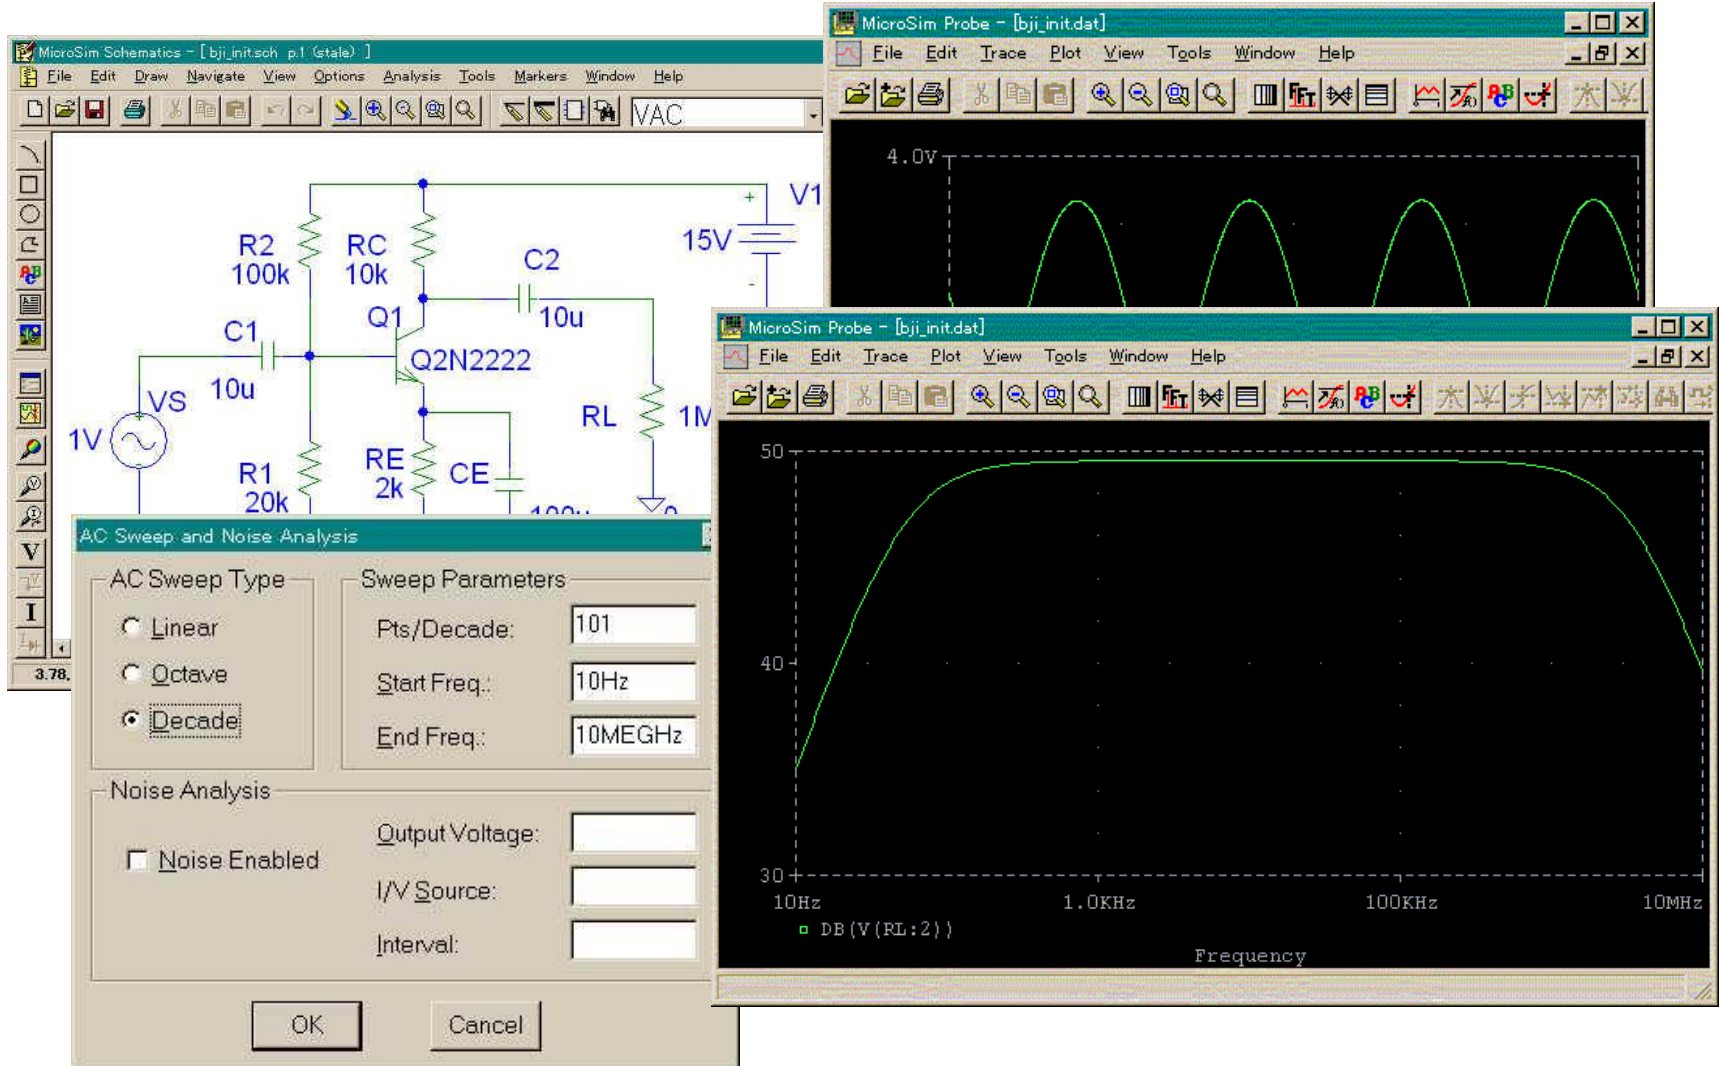 MicroSim Schematics - [ bji_init.sch p.1 (stale) ]
File Edit Draw Navigate View Options Analysis Tools Markers Window Help
VAC
R2
100k
RC
10k
C2
10u
V1
15V
+
-
C1
10u
Q1
Q2N2222
VS
1V
R1
20k
RE
2k
CE
RL
V
I
3.78,
MicroSim Probe - [bji_init.dat]
File Edit Trace Plot View Tools Window Help
4.0V
MicroSim Probe - [bji_init.dat]
File Edit Trace Plot View Tools Window Help
50
40
30
10Hz 1.0KHz 100KHz 10MHz
DB(V(RL:2))
Frequency
AC Sweep and Noise Analysis
AC Sweep Type
Linear
Octave
Decade
Sweep Parameters
Pts/Decade: 101
Start Freq.: 10Hz
End Freq.: 10MEGHz
Noise Analysis
Noise Enabled
Output Voltage:
I/V Source:
Interval:
OK Cancel